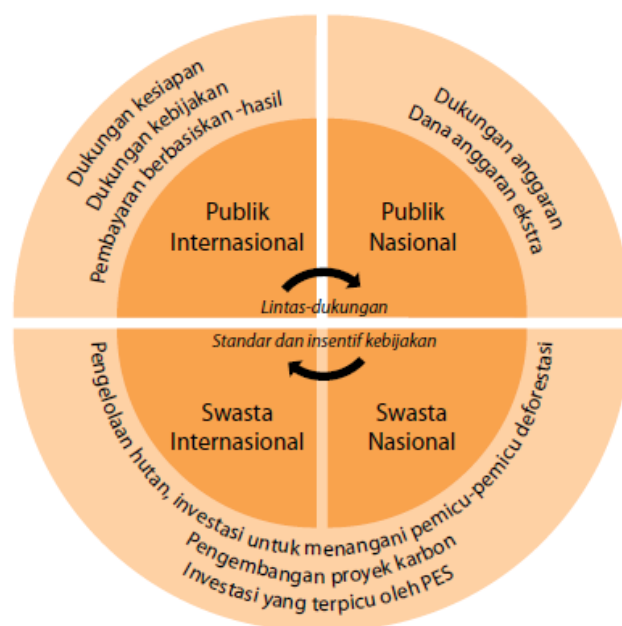 Dukungan kesiapan
Dukungan kebijakan
Pembayaran berbasiskan -hasil
Dukungan anggaran
Dana anggaran ekstra
Publik
Internasional
Publik
Nasional
Lintas-dukungan
Standar dan insentif kebijakan
Swasta
Internasional
Swasta
Nasional
Pengelolaan hutan, investasi untuk menangani pemicu-pemicu deforestasi
Pengembangan proyek karbon
Investasi yang terpicu oleh PES